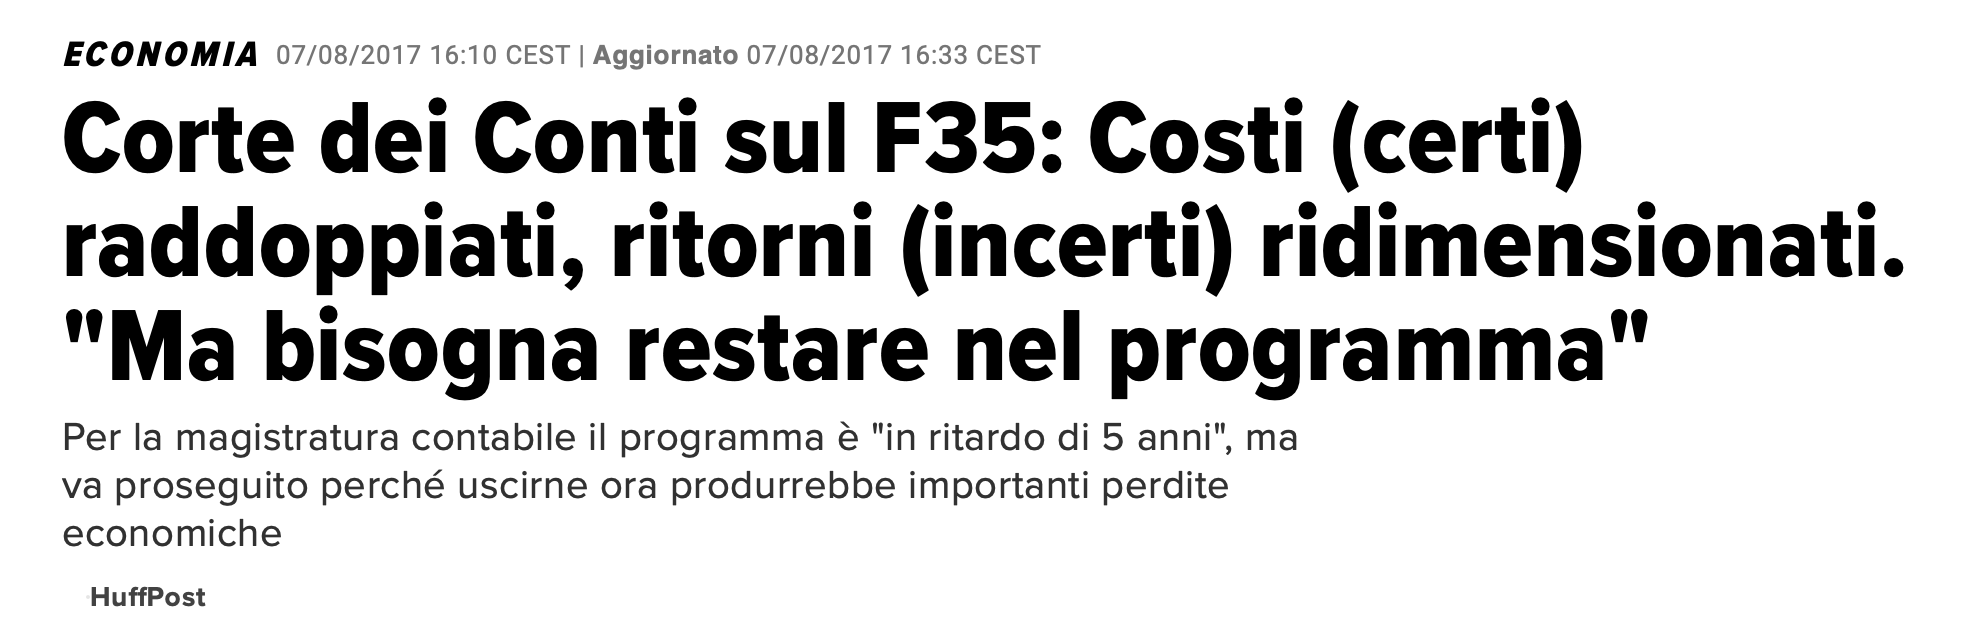 ECONOMIA 07/08/2017 16:10 CEST | Aggiornato 07/08/2017 16:33 CEST
Corte dei Conti sul F35: Costi (certi)
raddoppiati, ritorni (incerti) ridimensionati.
"Ma bisogna restare nel programma"
Per la magistratura contabile il programma è "in ritardo di 5 anni", ma
va proseguito perché uscirne ora produrrebbe importanti perdite
economiche
HuffPost